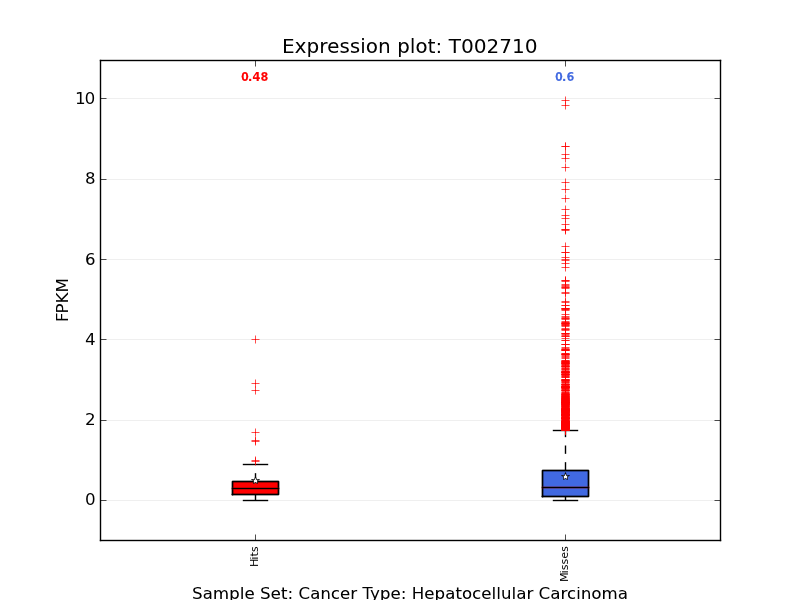 Expression plot: T002710
0.48 0.6
10
8
6
4
2
0
FPKM
Hits Misses
Sample Set: Cancer Type: Hepatocellular Carcinoma